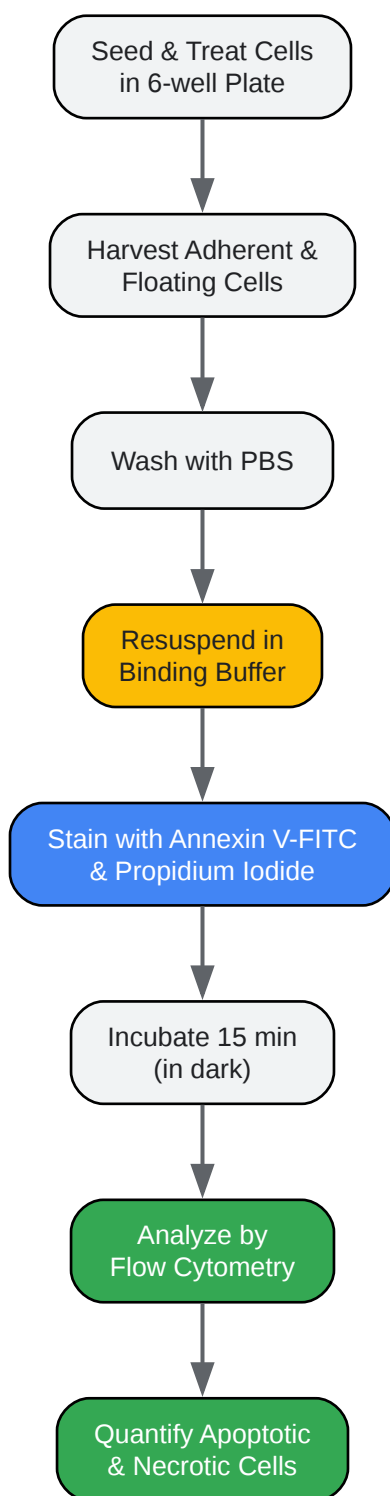 Seed & Treat Cells
in 6-well Plate
Harvest Adherent &
Floating Cells
Wash with PBS
Resuspend in
Binding Buffer
Stain with Annexin V-FITC
& Propidium Iodide
Incubate 15 min
(in dark)
Analyze by
Flow Cytometry
Quantify Apoptotic
& Necrotic Cells